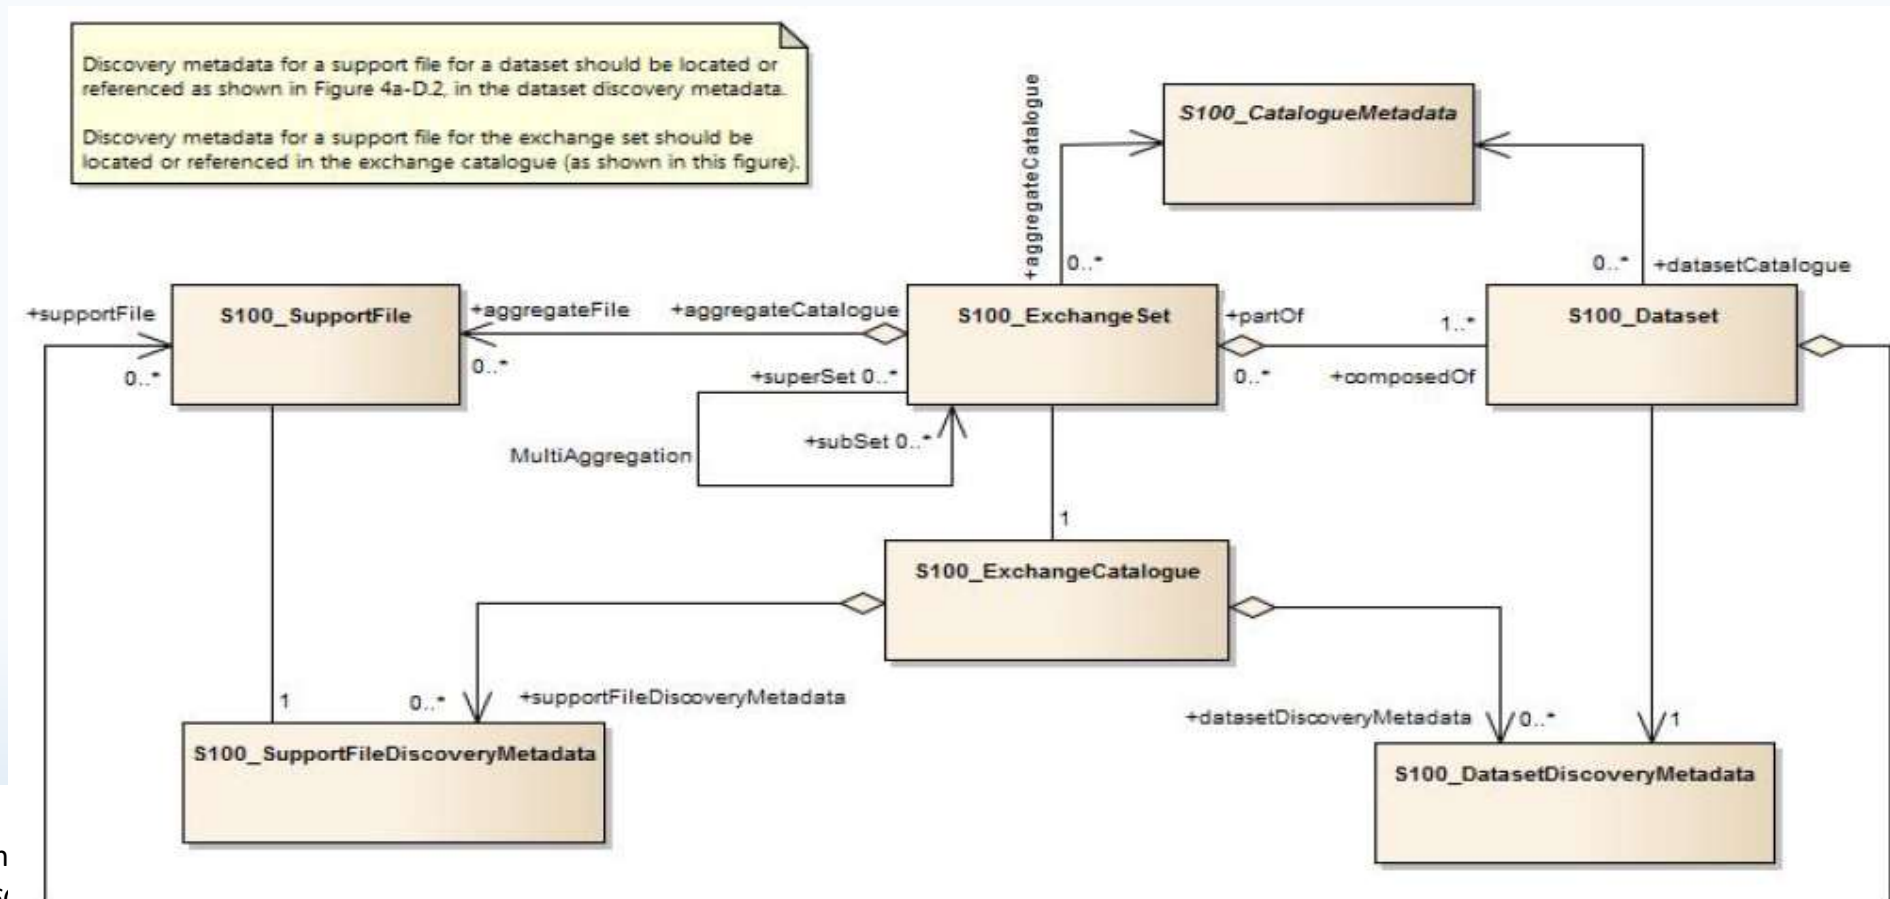 Discovery metadata for a support file for a dataset should be located or
referenced as shown in Figure 4a-D.2, in the dataset discovery metadata.
Discovery metadata for a support file for the exchange set should be
located or referenced in the exchange catalogue (as shown in this figure).
+aggregateCatalogue
S100_CatalogueMetadata
0..*
0..*
+datasetCatalogue
+supportFile
0..*
S100_SupportFile
+aggregateFile
0..*
+aggregateCatalogue
S100_ExchangeSet
+partOf
0..*
1..*
+composedOf
S100_Dataset
+superSet 0..*
+subSet 0..*
MultiAggregation
1
S100_ExchangeCatalogue
1
0..*
+supportFileDiscoveryMetadata
+datasetDiscoveryMetadata
0..*
1
S100_SupportFileDiscoveryMetadata
S100_DatasetDiscoveryMetadata